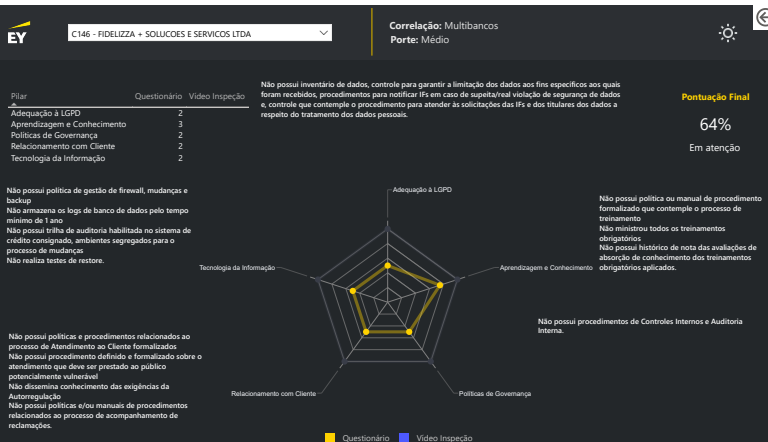 EY
C146 - FIDELIZZA + SOLUCOES E SERVICOS LTDA
Correlação: Multibancos
Porte: Médio
Pilar Questionário Vídeo Inspeção
Adequação à LGPD 2
Aprendizagem e Conhecimento 3
Políticas de Governança 2
Relacionamento com Cliente 2
Tecnologia da Informação 2
Não possui inventário de dados, controle para garantir a limitação dos dados aos fins específicos aos quais
foram recebidos, procedimentos para notificar IFs em caso de supeita/real violação de segurança de dados
e, controle que contemple o procedimento para atender às solicitações das IFs e dos titulares dos dados a
respeito do tratamento dos dados pessoais.
Pontuação Final
64%
Em atenção
Não possui política de gestão de firewall, mudanças e
backup
Não armazena os logs de banco de dados pelo tempo
mínimo de 1 ano
Não possui trilha de auditoria habilitada no sistema de
crédito consignado, ambientes segregados para o
processo de mudanças
Não realiza testes de restore.
Adequação à LGPD
Não possui política ou manual de procedimento
formalizado que contemple o processo de
treinamento
Não ministrou todos os treinamentos
obrigatórios
Não possui histórico de nota das avaliações de
absorção de conhecimento dos treinamentos
obrigatórios aplicados.
Tecnologia da Informação
Aprendizagem e Conhecimento
Não possui procedimentos de Controles Internos e Auditoria
Interna.
Não possui políticas e procedimentos relacionados ao
processo de Atendimento ao Cliente formalizados
Não possui procedimento definido e formalizado sobre o
atendimento que deve ser prestado ao público
potencialmente vulnerável
Não dissemina conhecimento das exigências da
Autorregulação
Não possui políticas e/ou manuais de procedimentos
relacionados ao processo de acompanhamento de
reclamações.
Relacionamento com Cliente
Políticas de Governança
Questionário Vídeo Inspeção